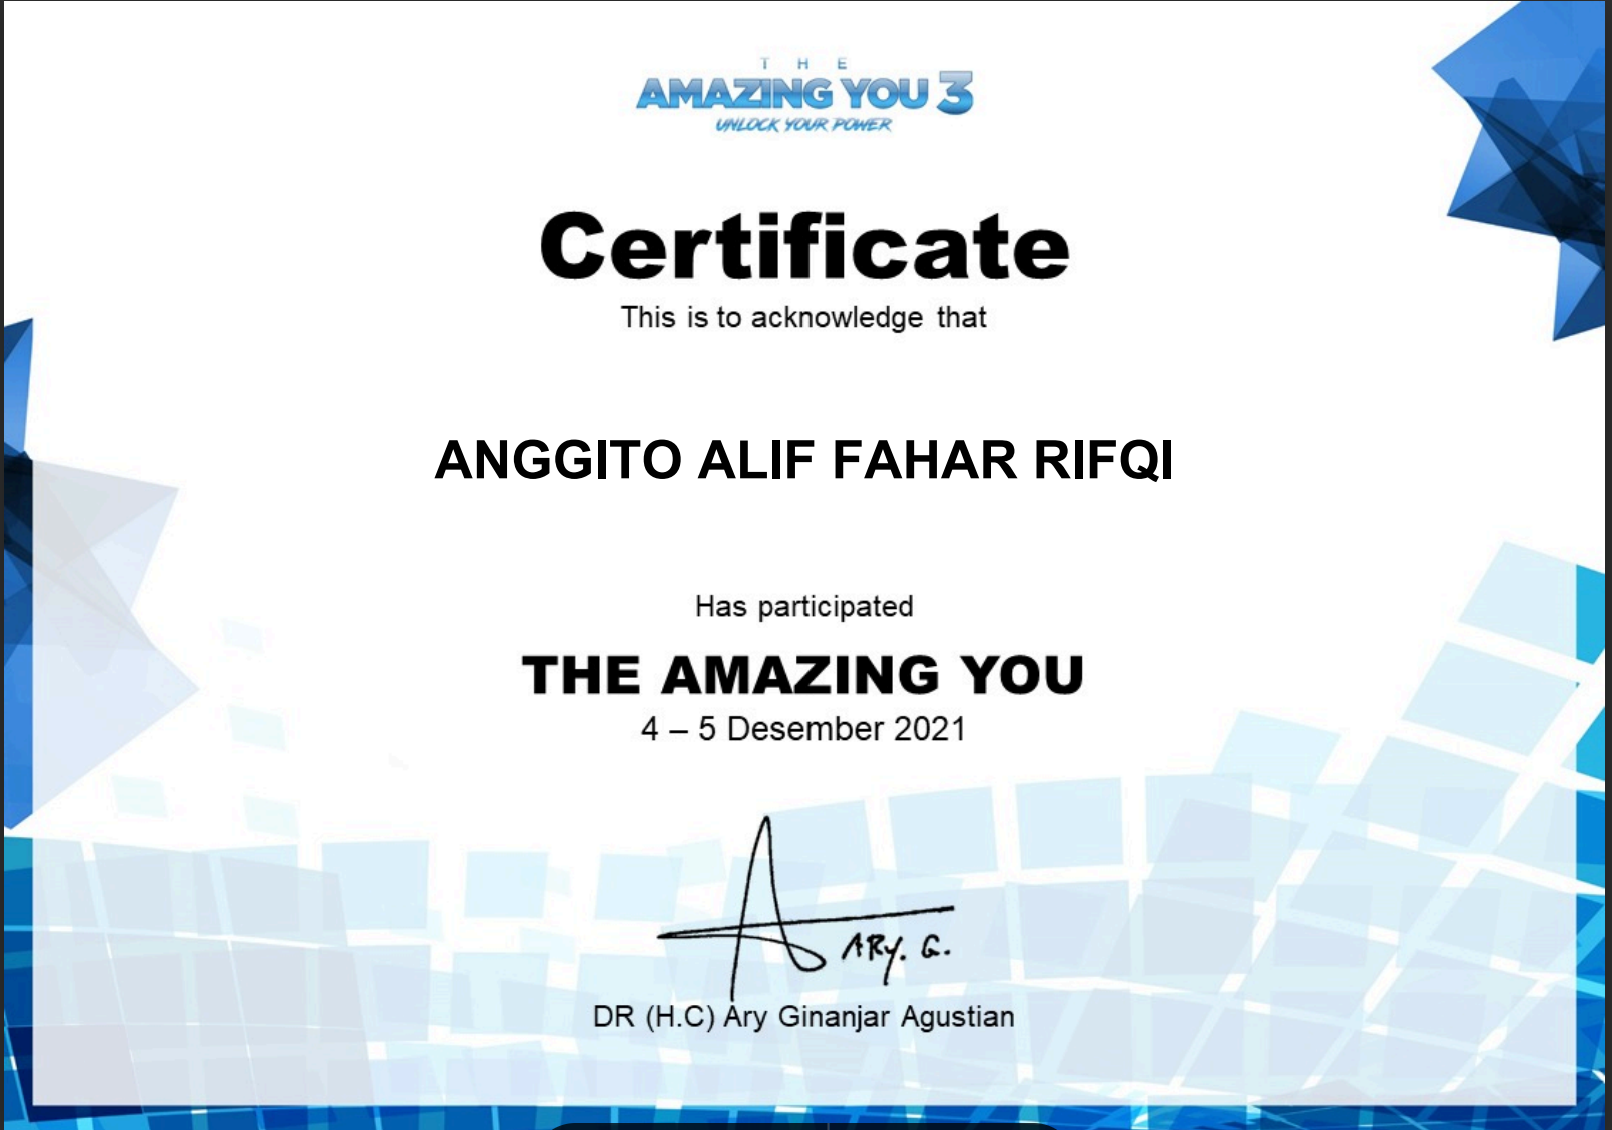 THE
AMAZING YOU 3
UNLOCK YOUR POWER
Certificate
This is to acknowledge that
ANGGITO ALIF FAHAR RIFQI
Has participated
THE AMAZING YOU
4 – 5 Desember 2021
ARY. G.
DR (H.C) Ary Ginanjar Agustian